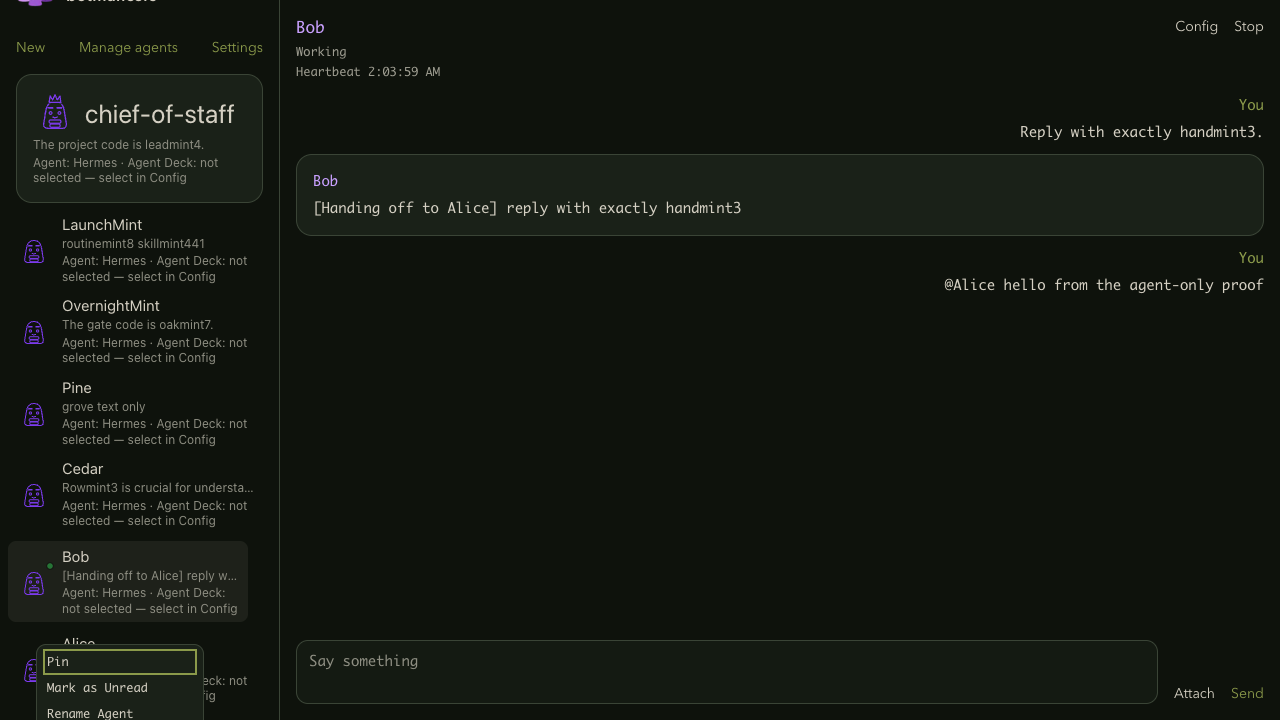 New Manage agents Settings
chief-of-staff
The project code is leadmint4.
Agent: Hermes · Agent Deck: not
selected — select in Config
LaunchMint
routinemint8 skillmint441
Agent: Hermes · Agent Deck: not
selected — select in Config
OvernightMint
The gate code is oakmint7.
Agent: Hermes · Agent Deck: not
selected — select in Config
Pine
grove text only
Agent: Hermes · Agent Deck: not
selected — select in Config
Cedar
Rowmint3 is crucial for understa...
Agent: Hermes · Agent Deck: not
selected — select in Config
Bob
[Handing off to Alice] reply w...
Agent: Hermes · Agent Deck:
not selected — select in Config
Alice
Pin
Mark as Unread
Rename Agent
Bob
Config Stop
Working
Heartbeat 2:03:59 AM
You
Reply with exactly handmint3.
Bob
[Handing off to Alice] reply with exactly handmint3
You
@Alice hello from the agent-only proof
Say something
Attach Send